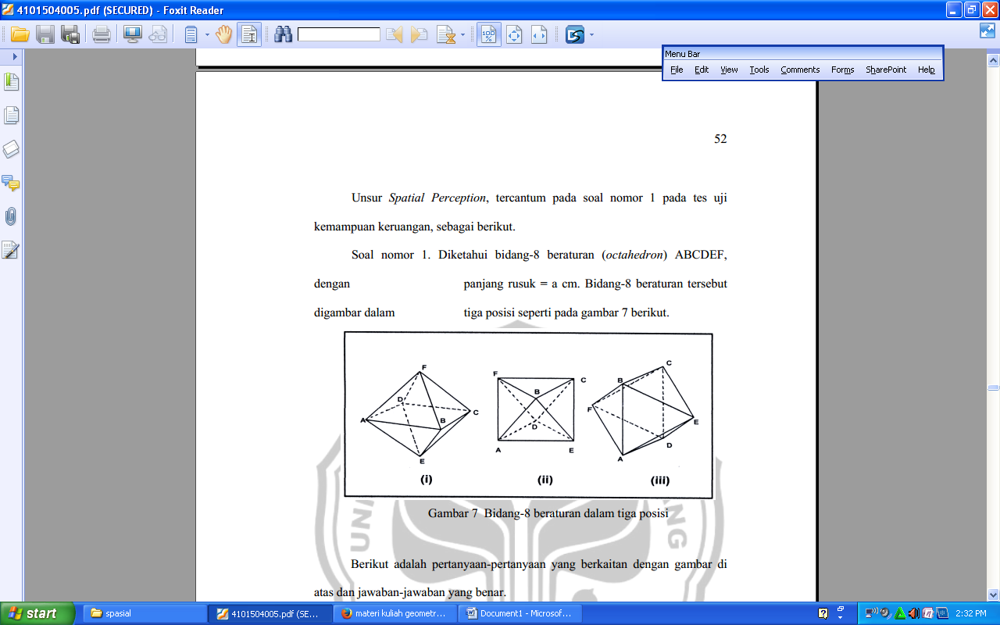 4101504005.pdf (SECURED) - Foxit Reader
Menu Bar
File Edit View Tools Comments Forms SharePoint Help
52
Unsur Spatial Perception, tercantum pada soal nomor 1 pada tes uji
kemampuan keruangan, sebagai berikut.
Soal nomor 1. Diketahui bidang-8 beraturan (octahedron) ABCDEF,
dengan panjang rusuk = a cm. Bidang-8 beraturan tersebut
digambar dalam tiga posisi seperti pada gambar 7 berikut.
F
D
A
B
C
E
(i)
F
C
B
D
A
E
(ii)
C
B
F
E
D
A
(iii)
Gambar 7 Bidang-8 beraturan dalam tiga posisi
UNI
NG
Berikut adalah pertanyaan-pertanyaan yang berkaitan dengan gambar di
atas dan jawaban-jawaban yang benar.
start
spasial
4101504005.pdf (SE...
materi kuliah geometr...
Document1 - Microsof...
2:32 PM